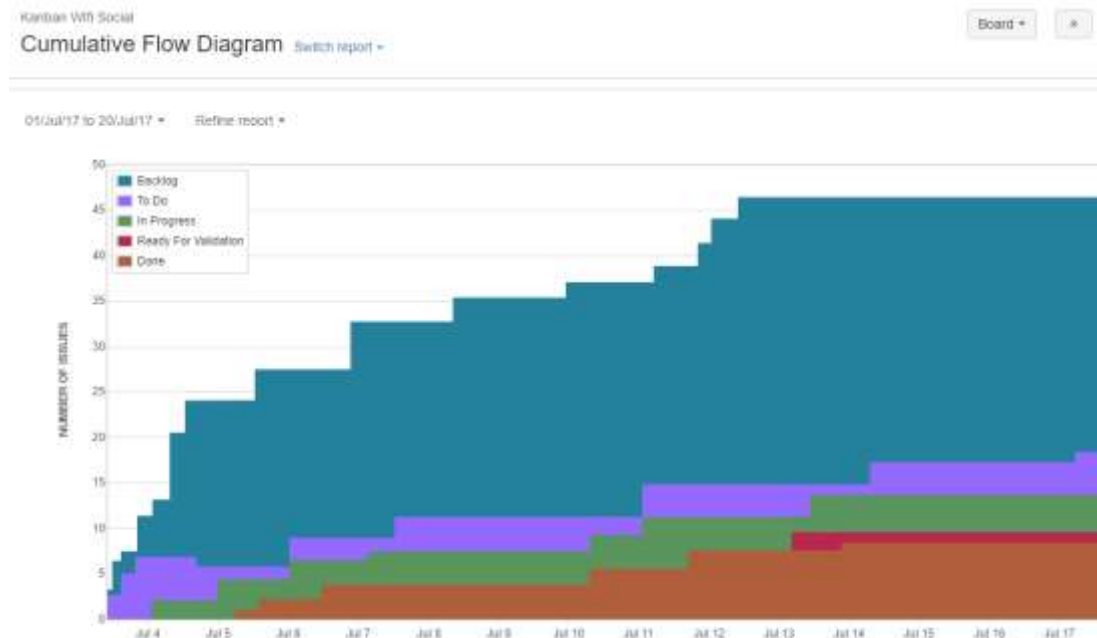 Kanban Wifi Social
Cumulative Flow Diagram Switch report
Board
01/Jul/17 to 20/Jul/17 Refine report
50
Backlog
To Do
45
In Progress
Ready For Validation
40
Done
35
30
25
20
15
10
5
0
NUMBER OF ISSUES
Jul 4 Jul 5 Jul 6 Jul 7 Jul 8 Jul 9 Jul 10 Jul 11 Jul 12 Jul 13 Jul 14 Jul 15 Jul 16 Jul 17